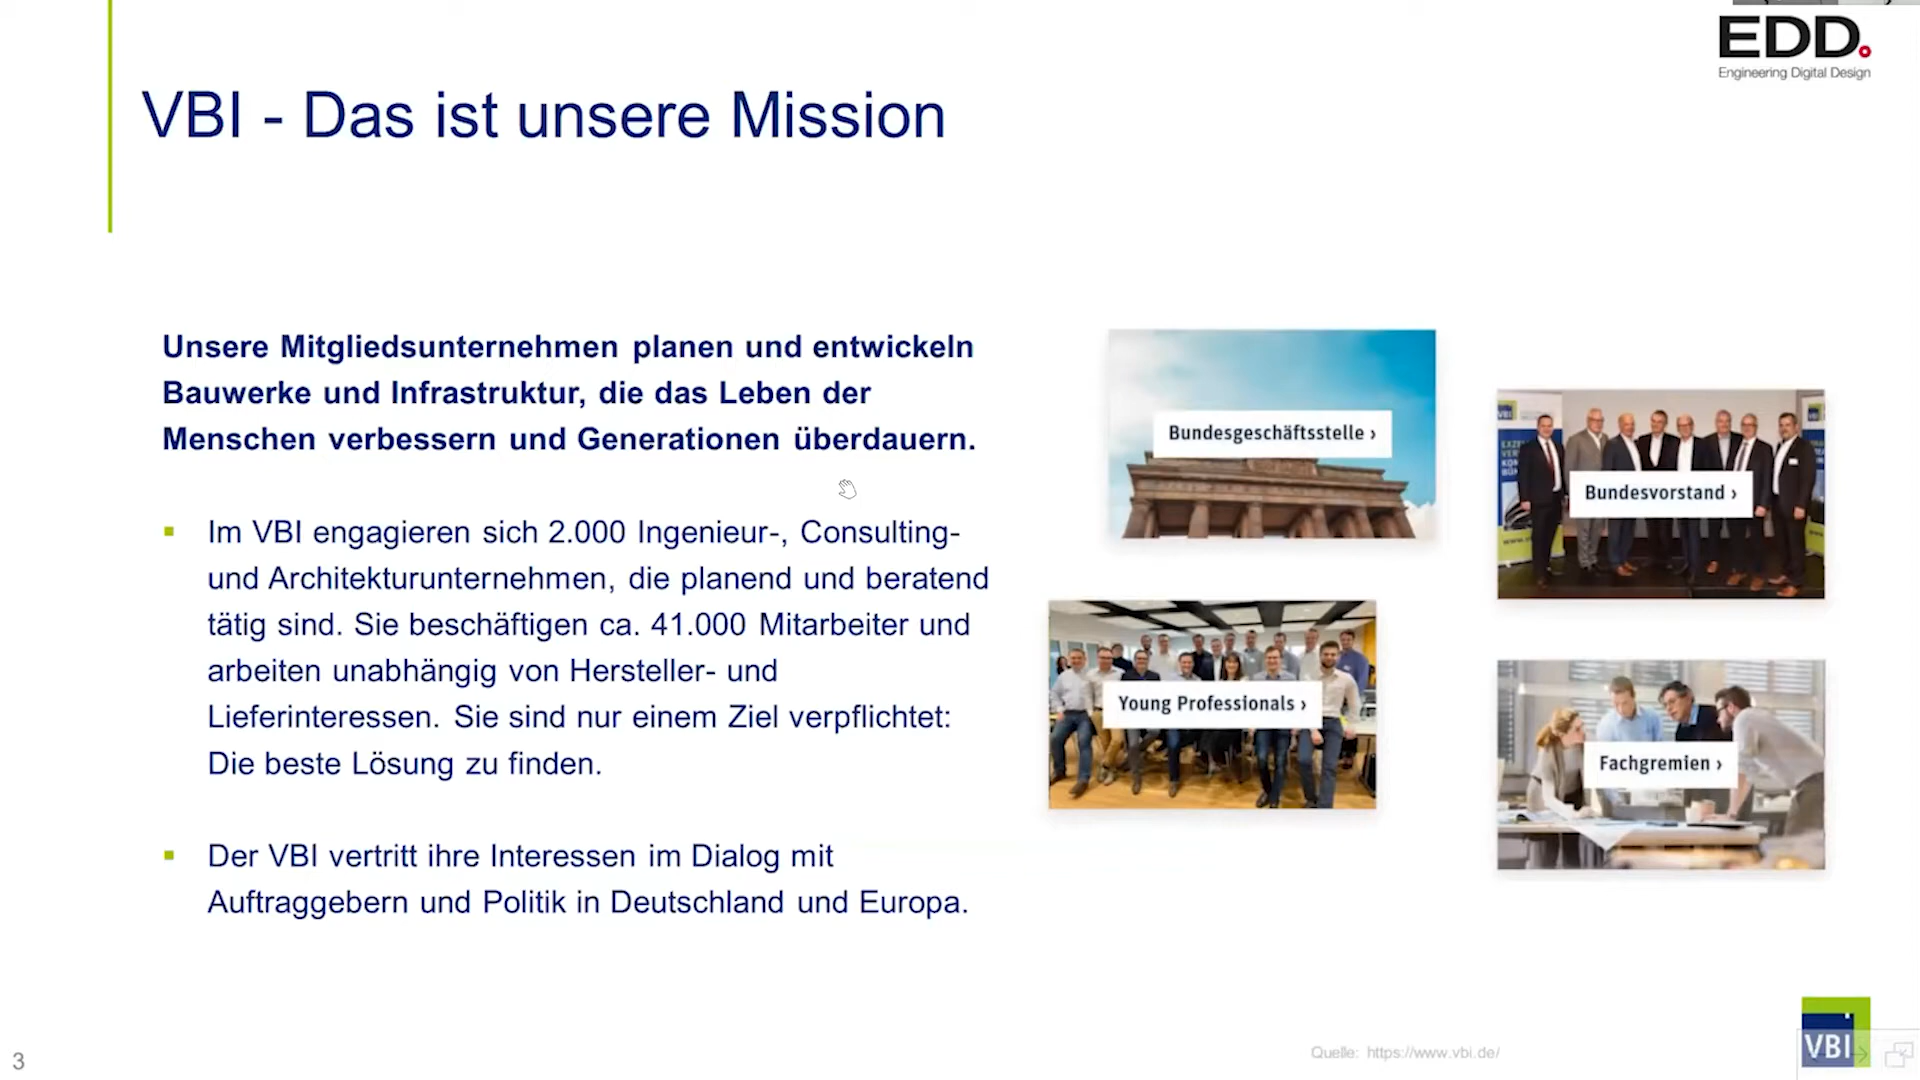 EDD.
Engineering Digital Design
VBI - Das ist unsere Mission
Unsere Mitgliedsunternehmen planen und entwickeln
Bauwerke und Infrastruktur, die das Leben der
Menschen verbessern und Generationen überdauern.
▪ Im VBI engagieren sich 2.000 Ingenieur-, Consulting-
und Architekturunternehmen, die planend und beratend
tätig sind. Sie beschäftigen ca. 41.000 Mitarbeiter und
arbeiten unabhängig von Hersteller- und
Lieferinteressen. Sie sind nur einem Ziel verpflichtet:
Die beste Lösung zu finden.
▪ Der VBI vertritt ihre Interessen im Dialog mit
Auftraggebern und Politik in Deutschland und Europa.
Bundesgeschäftsstelle ›
Bundesvorstand ›
Young Professionals ›
Fachgremien ›
3
Quelle: https://www.vbi.de/
VBI